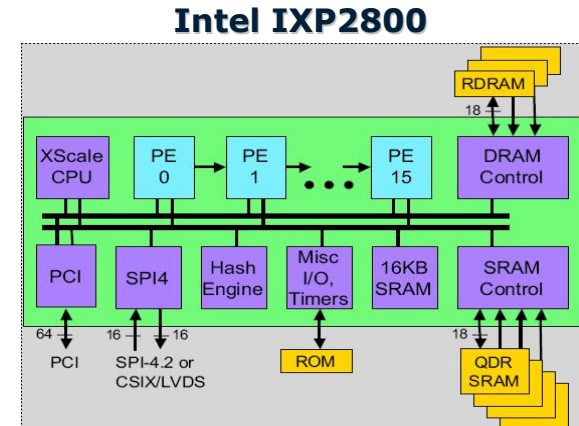 Intel IXP2800
RDRAM
18
XScale
CPU
PE
0
PE
1
PE
15
DRAM
Control
PCI
SPI4
Hash
Engine
Misc
I/O,
Timers
16KB
SRAM
SRAM
Control
64
16
16
18
PCI
SPI-4.2 or
CSIX/LVDS
ROM
QDR
SRAM